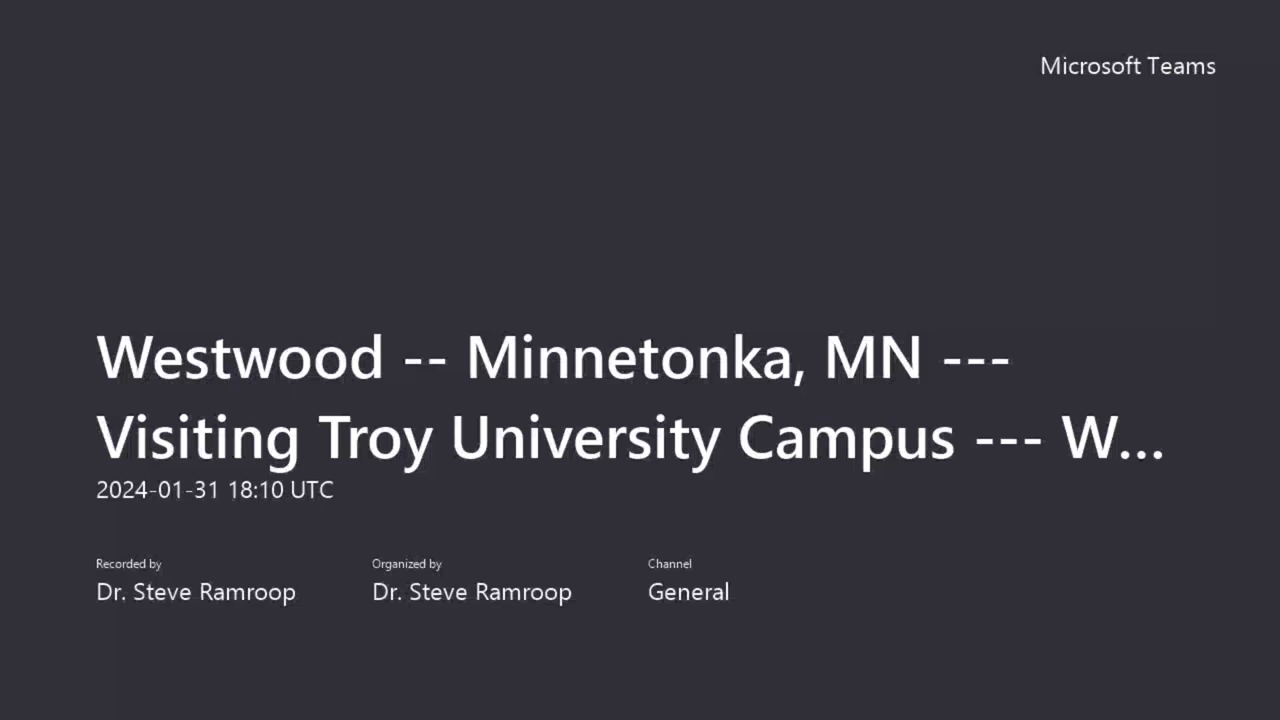 Microsoft Teams
Westwood -- Minnetonka, MN ---
Visiting Troy University Campus --- W...
2024-01-31 18:10 UTC
Recorded by
Dr. Steve Ramroop
Organized by
Dr. Steve Ramroop
Channel
General